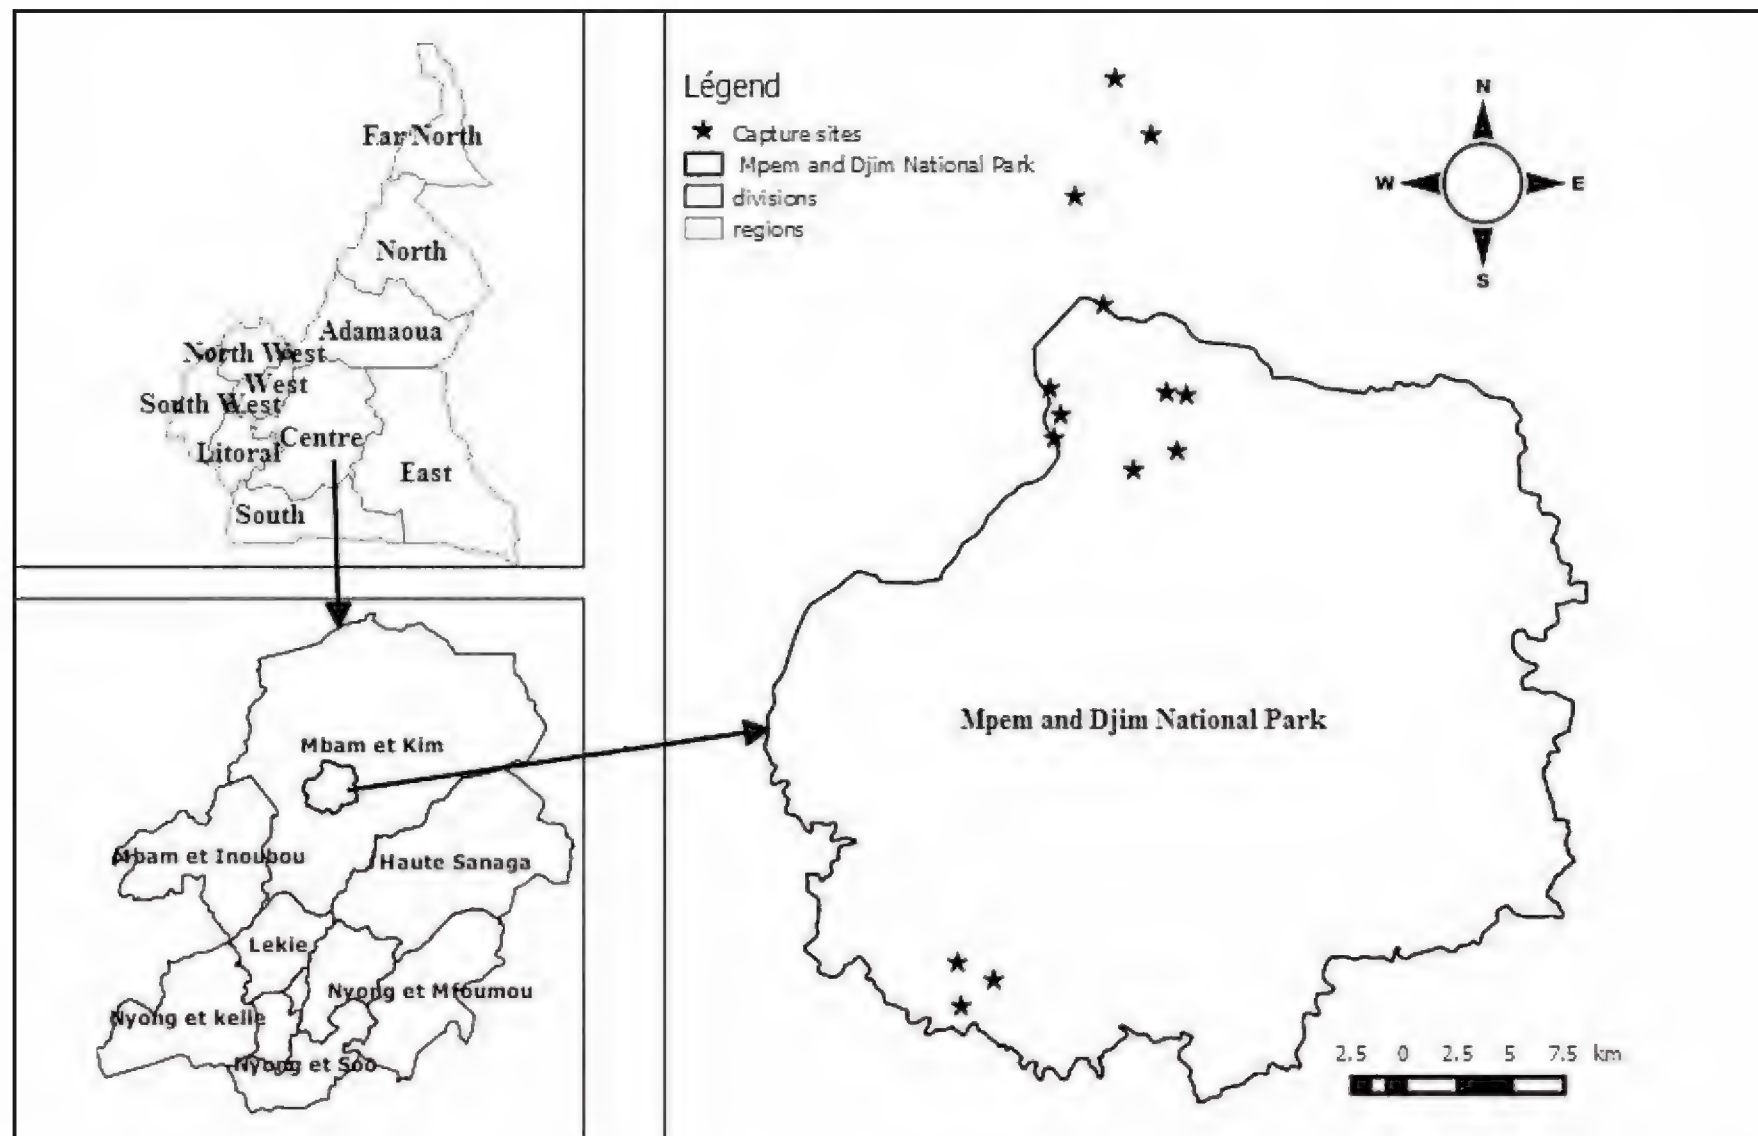 Far North
North
Adamaoua
North West
West
South West
Centre
Litoral
East
South
Mbam et Kim
Mbam et Inoubou
Haute Sanaga
Lekie
Nyong et Mfoumou
Nyong et kelle
Nyong et Soo
Légend
Capture sites
Mpem and Djim National Park
divisions
regions
N
W
E
S
Mpem and Djim National Park
2.5 0 2.5 5 7.5 km